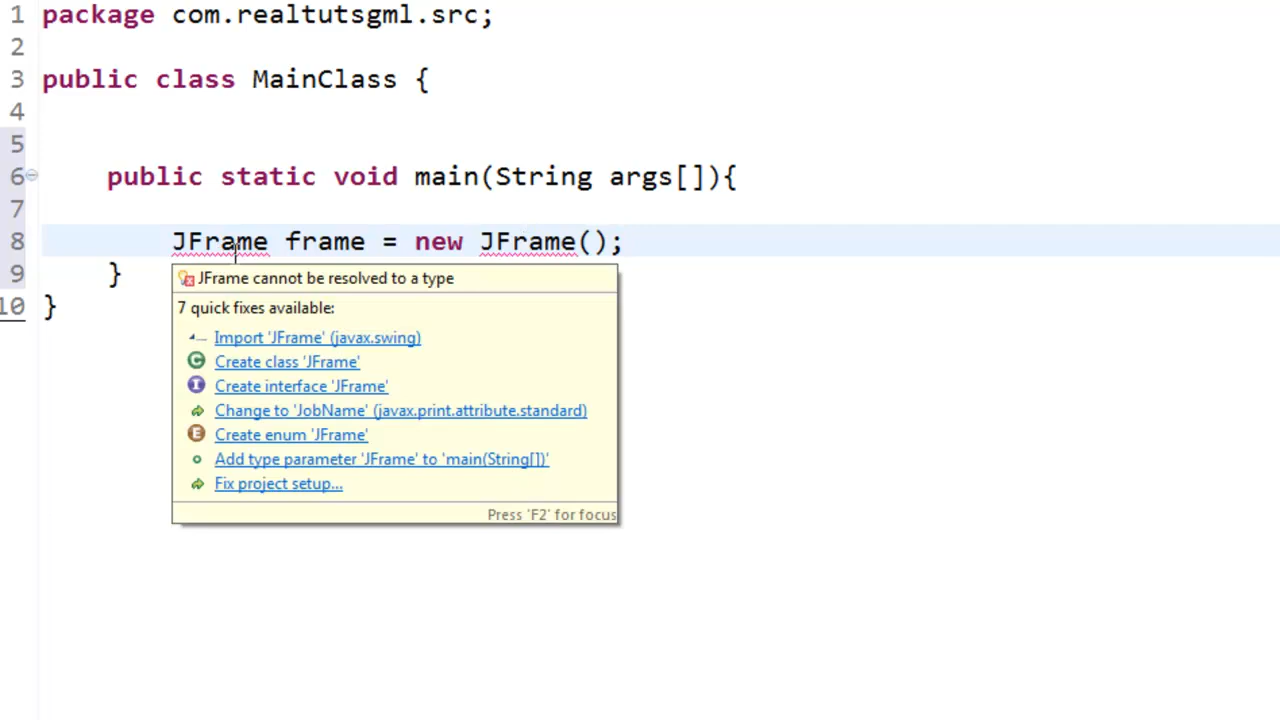 1 package com.realtutsgml.src;
2
3 public class MainClass {
4
5
6 public static void main(String args[]){
7
8 JFrame frame = new JFrame();
9 }
10 }
JFrame cannot be resolved to a type
7 quick fixes available:
Import 'JFrame' (javax.swing)
C Create class 'JFrame'
I Create interface 'JFrame'
Change to 'JobName' (javax.print.attribute.standard)
E Create enum 'JFrame'
Add type parameter 'JFrame' to 'main(String[])'
Fix project setup...
Press 'F2' for focus